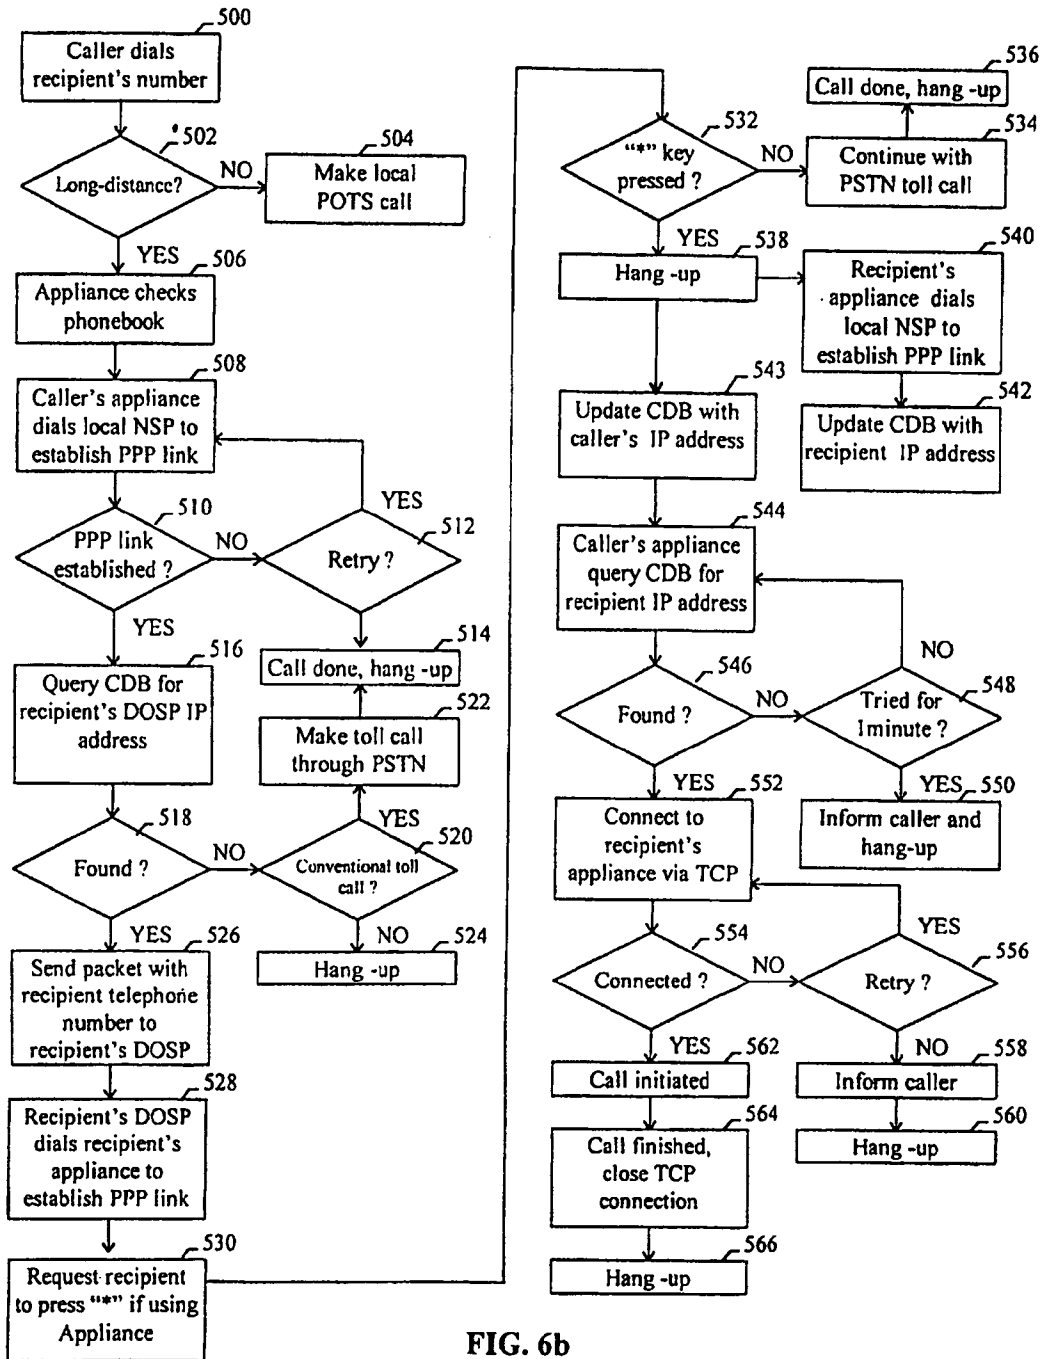 500
Caller dials
recipient's number
502
Long-distance?
NO
504
Make local
POTS call
YES
506
Appliance checks
phonebook
508
Caller's appliance
dials local NSP to
establish PPP link
510
PPP link
established ?
NO
YES
512
Retry ?
YES
514
Call done, hang -up
516
Query CDB for
recipient's DOSP IP
address
522
Make toll call
through PSTN
518
Found ?
NO
YES
520
Conventional toll
call ?
YES
NO
524
Hang -up
526
Send packet with
recipient telephone
number to
recipient's DOSP
528
Recipient's DOSP
dials recipient's
appliance to
establish PPP link
530
Request recipient
to press "*" if using
Appliance
532
"*" key
pressed ?
NO
536
Call done, hang -up
534
Continue with
PSTN toll call
YES
538
Hang -up
540
Recipient's
appliance dials
local NSP to
establish PPP link
543
Update CDB with
caller's IP address
542
Update CDB with
recipient IP address
544
Caller's appliance
query CDB for
recipient IP address
546
Found ?
NO
548
Tried for
1minute ?
NO
YES
552
Connect to
recipient's
appliance via TCP
YES
550
Inform caller and
hang-up
554
Connected ?
NO
556
Retry ?
YES
YES
562
Call initiated
NO
558
Inform caller
564
Call finished,
close TCP
connection
560
Hang -up
566
Hang -up
FIG. 6b